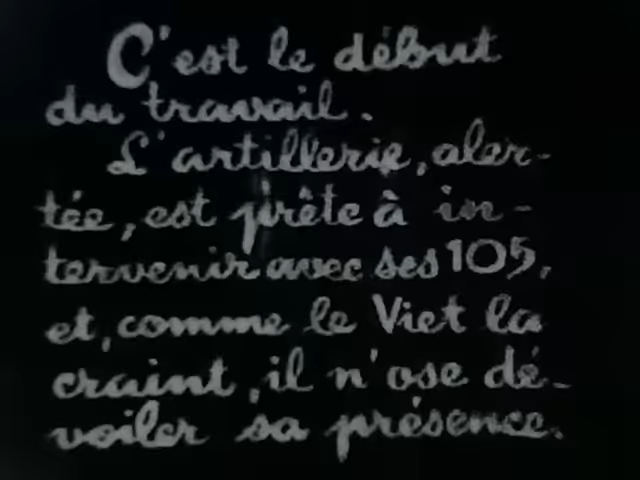 C'est le début
du travail.
L'artillerie, aler-
tée, est prête à in-
tervenir avec ses 105,
et, comme le Viet la
craint, il n'ose dé-
voiler sa présence.